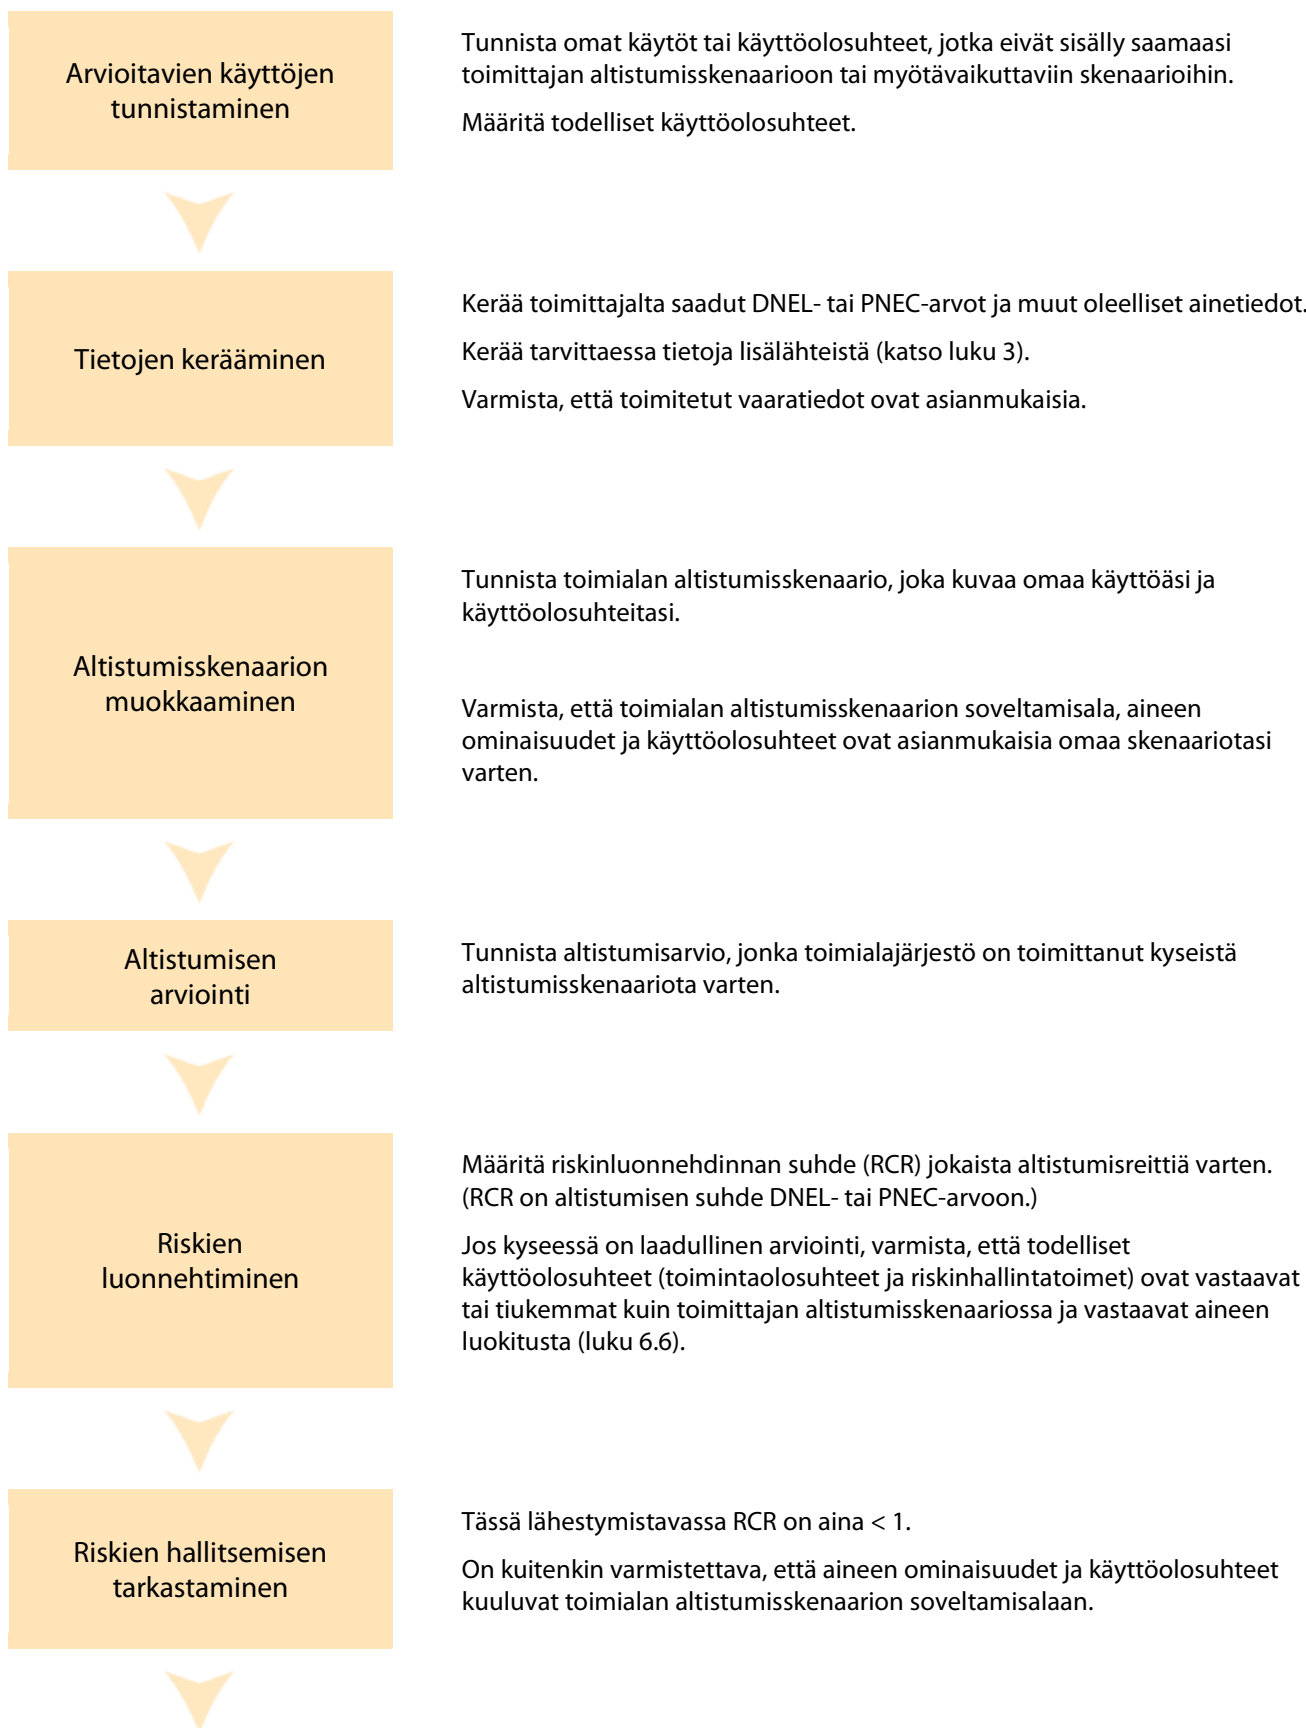 Arvioitavien käyttöjen
tunnistaminen
Tunnista omat käytöt tai käyttöolosuhteet, jotka eivät sisälly saamaasi
toimittajan altistumisskenaarioon tai myötävaikuttaviin skenaarioihin.
Määritä todelliset käyttöolosuhteet.
Tietojen kerääminen
Kerää toimittajalta saadut DNEL- tai PNEC-arvot ja muut oleelliset ainetiedot.
Kerää tarvittaessa tietoja lisälähteistä (katso luku 3).
Varmista, että toimitetut vaaratiedot ovat asianmukaisia.
Altistumisskenaarion
muokkaaminen
Tunnista toimialan altistumisskenaario, joka kuvaa omaa käyttöäsi ja
käyttöolosuhteitasi.
Varmista, että toimialan altistumisskenaarion soveltamisala, aineen
ominaisuudet ja käyttöolosuhteet ovat asianmukaisia omaa skenaariotasi
varten.
Altistumisen
arviointi
Tunnista altistumisarvio, jonka toimialajärjestö on toimittanut kyseistä
altistumisskenaariota varten.
Riskien
luonnehtiminen
Määritä riskinluonnehdinnan suhde (RCR) jokaista altistumisreittiä varten.
(RCR on altistumisen suhde DNEL- tai PNEC-arvoon.)
Jos kyseessä on laadullinen arviointi, varmista, että todelliset
käyttöolosuhteet (toimintaolosuhteet ja riskinhallintatoimet) ovat vastaavat
tai tiukemmat kuin toimittajan altistumisskenaariossa ja vastaavat aineen
luokitusta (luku 6.6).
Riskien hallitsemisen
tarkastaminen
Tässä lähestymistavassa RCR on aina < 1.
On kuitenkin varmistettava, että aineen ominaisuudet ja käyttöolosuhteet
kuuluvat toimialan altistumisskenaarion soveltamisalaan.